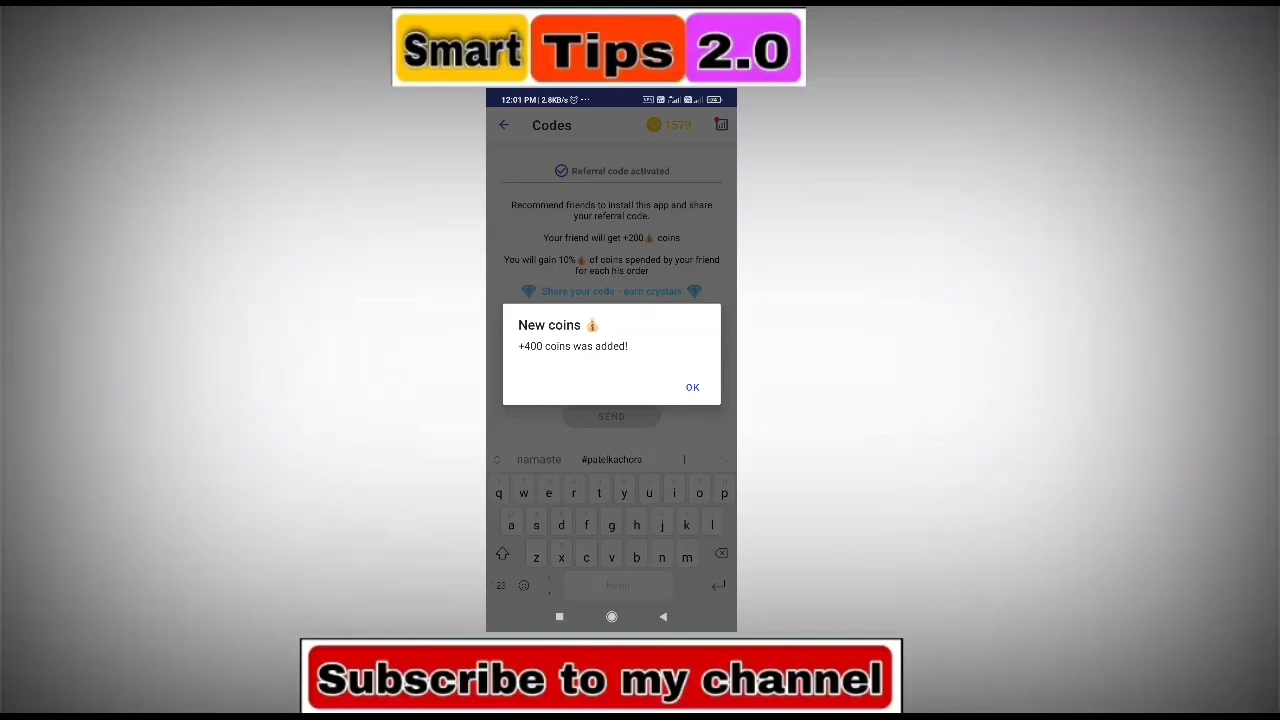 Smart Tips 2.0
12:01 PM | 2.8KB/s
Codes 1579
Referral code activated
Recommend friends to install this app and share
your referral code.
Your friend will get +200💰 coins
You will gain 10%💰 of coins spended by your friend
for each his order
💎 Share your code - earn crystals 💎
New coins 💰
+400 coins was added!
OK
SEND
namaste #patelkachora
q w e r t y u i o p
a s d f g h j k l
z x c v b n m
Subscribe to my channel